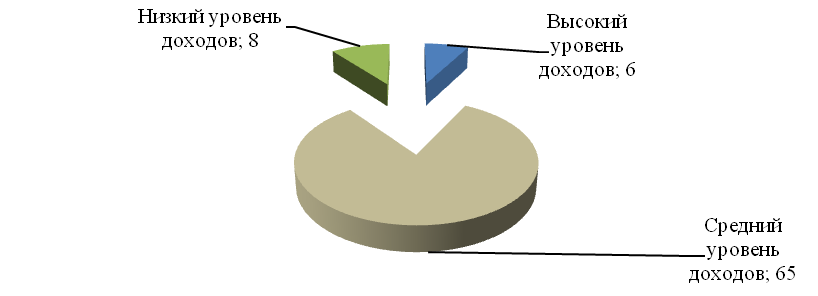 Низкий уровень
доходов; 8
Высокий
уровень
доходов; 6
Средний
уровень
доходов; 65